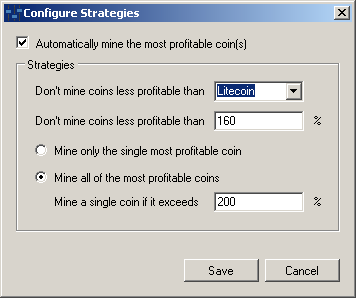 Configure Strategies
Automatically mine the most profitable coin(s)
Strategies
Don't mine coins less profitable than Litecoin
Don't mine coins less profitable than 160 %
Mine only the single most profitable coin
Mine all of the most profitable coins
Mine a single coin if it exceeds 200 %
Save Cancel